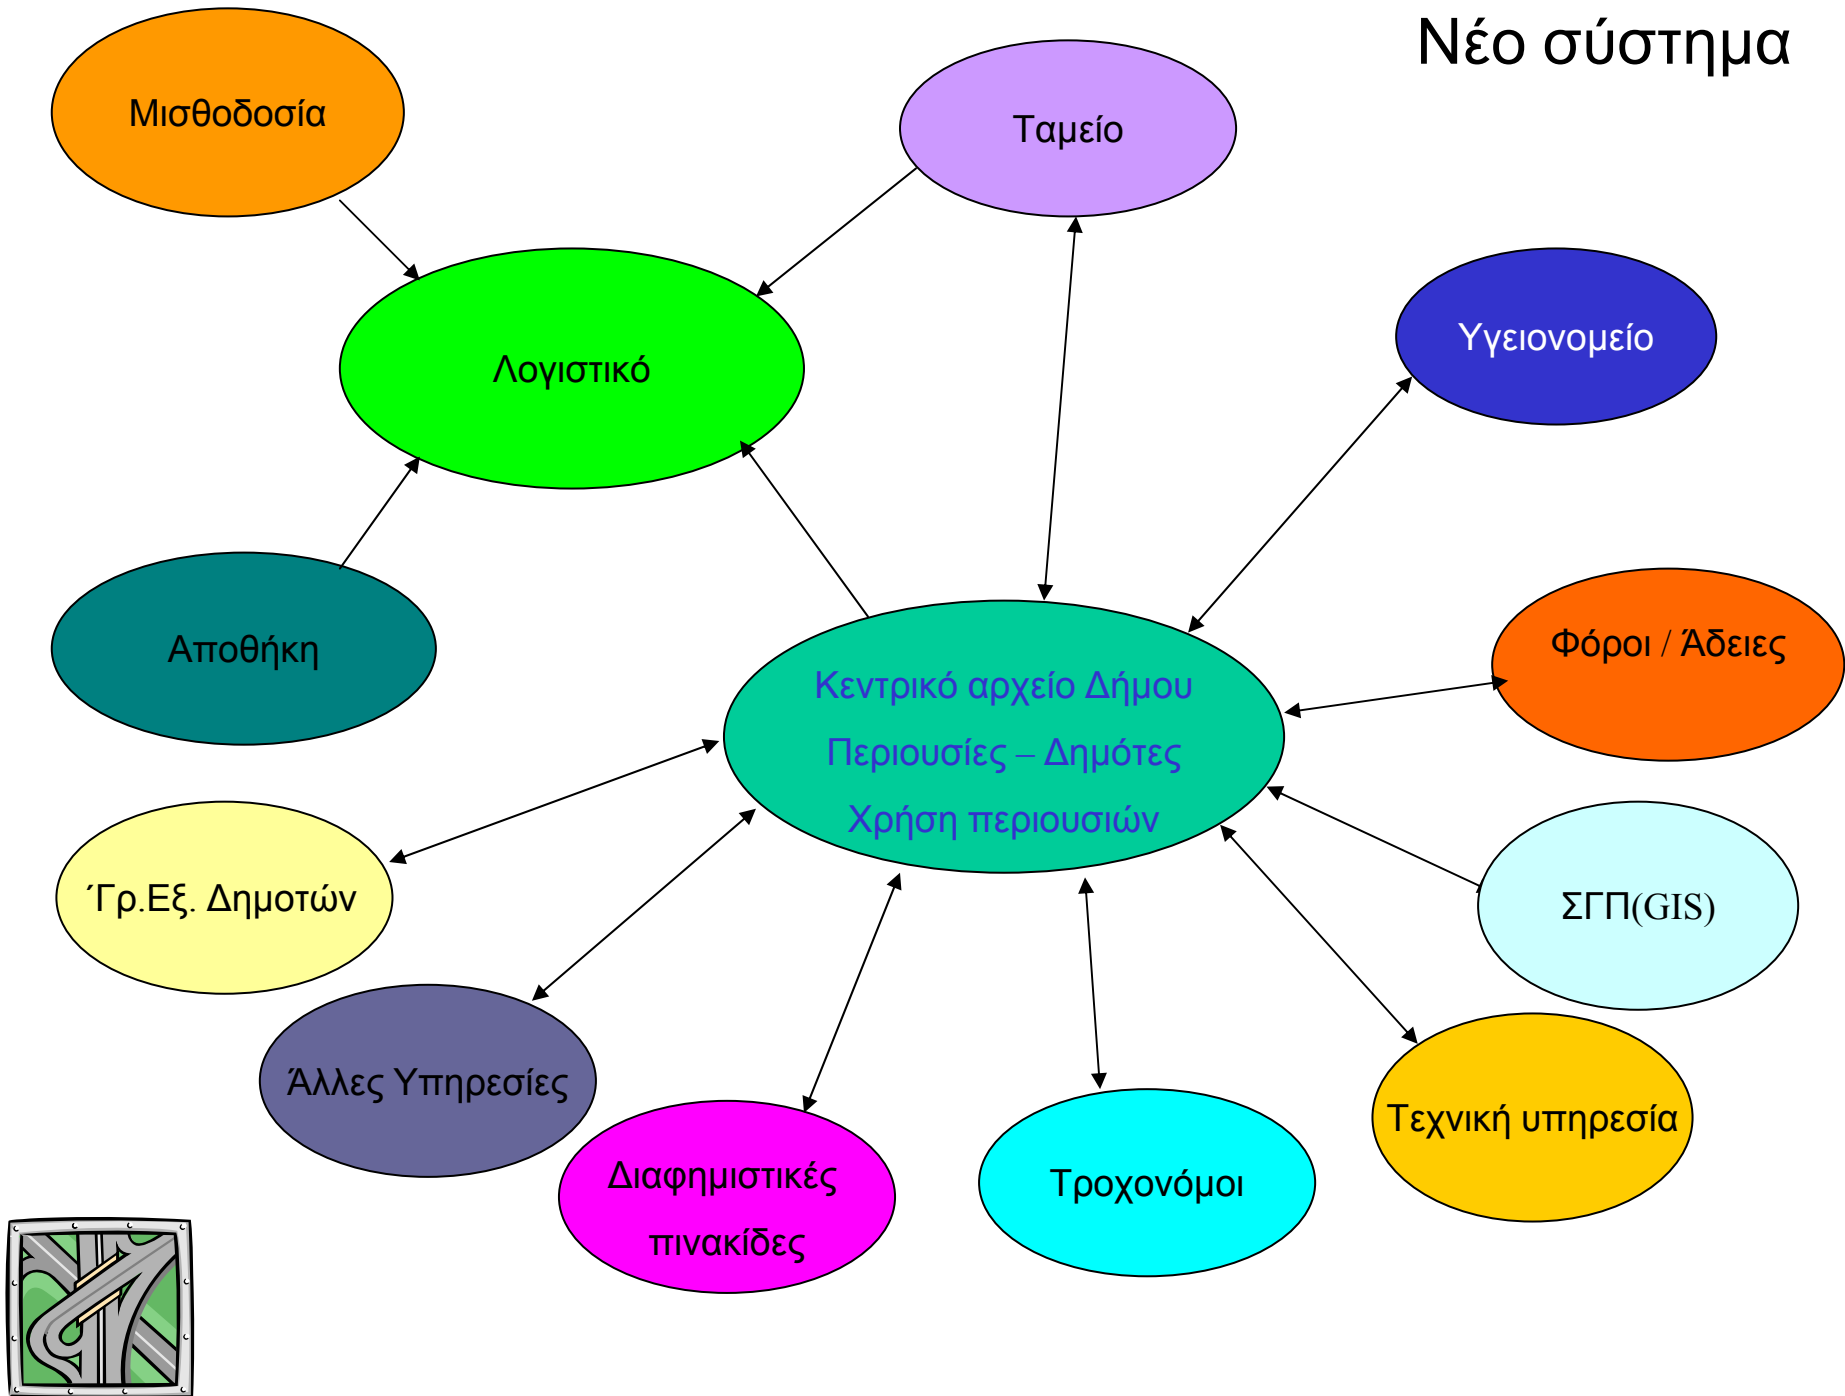 Νέο σύστημα
Μισθοδοσία
Ταμείο
Υγειονομείο
Λογιστικό
Αποθήκη
Φόροι / Άδειες
Κεντρικό αρχείο Δήμου
Περιουσίες – Δημότες
Χρήση περιουσιών
΄Γρ.Εξ. Δημοτών
ΣΓΠ(GIS)
Άλλες Υπηρεσίες
Τεχνική υπηρεσία
Διαφημιστικές
πινακίδες
Τροχονόμοι